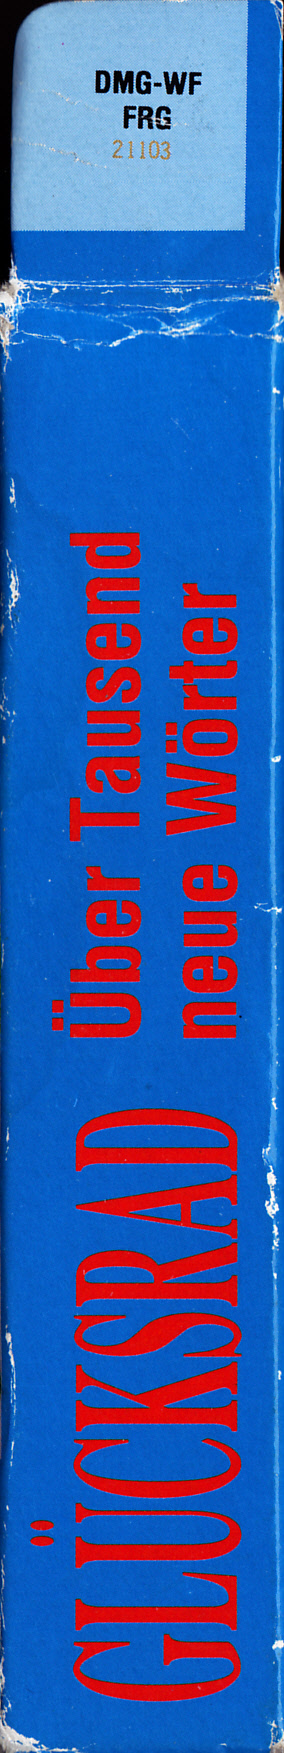 DMG-WF
FRG
21103
GLÜCKSRAD
Über Tausend
neue Wörter